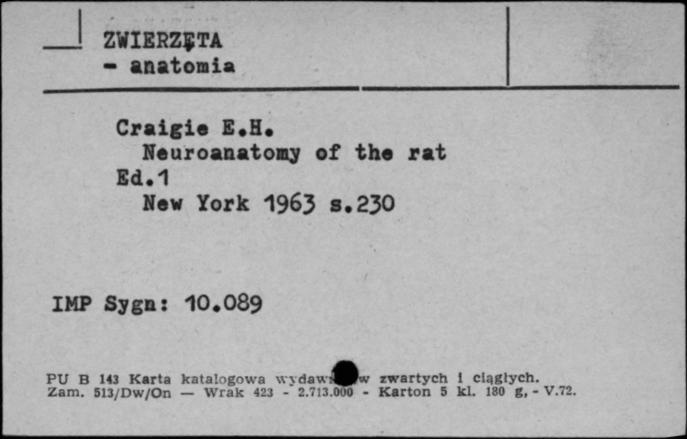 ZWIERZĘTA
- anatomia
Craigie E.H.
Neuroanatomy of the rat
Ed.1
New York 1963 s.230
IMP Sygn: 10.089
PU B 143 Karta katalogowa zwartych i ciągłych.
Zam. 513/Dw/On — Wrak 423 - 2.713.000 - Karton 5 kl. 180 g, - V.72.